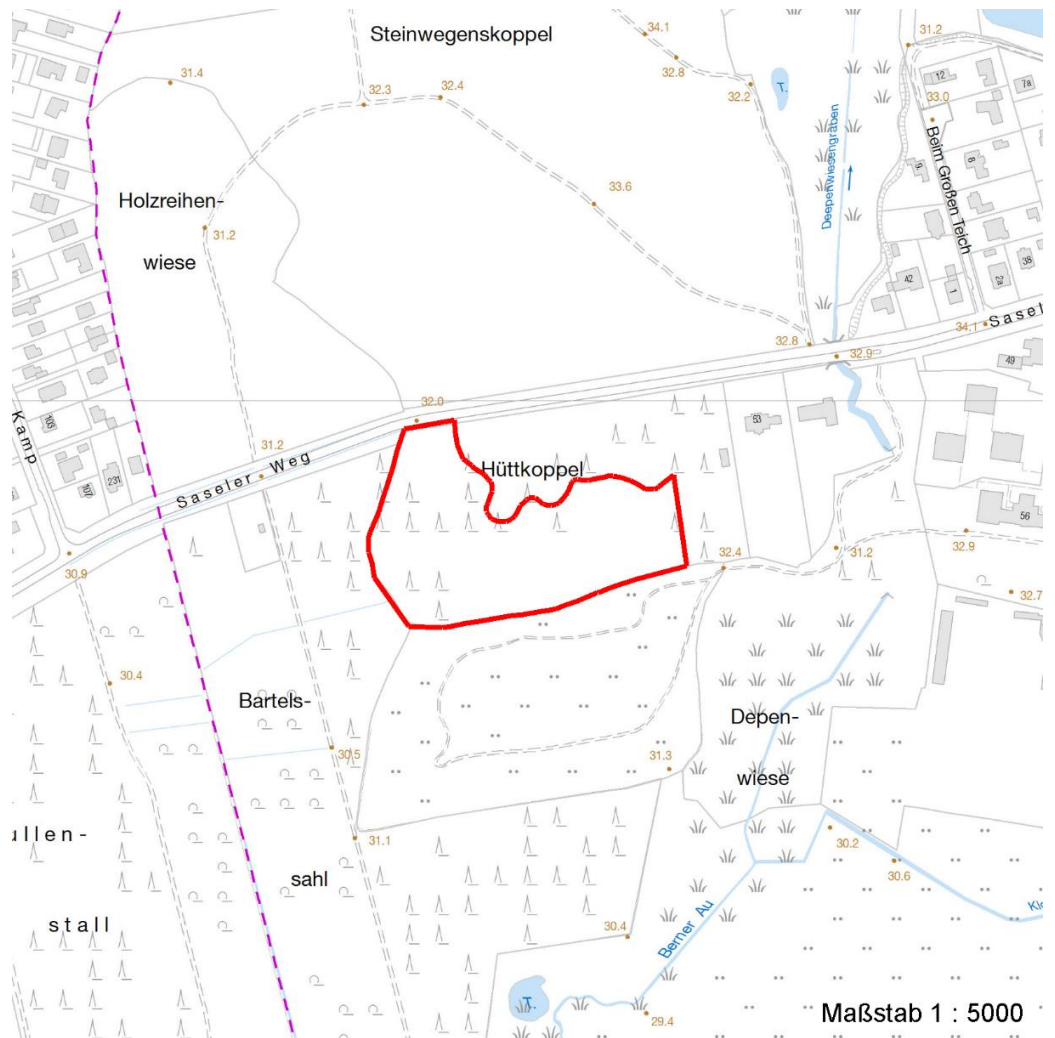 Steinwegenskoppel
34.1
31.2
32.8
12
7a
31.4
32.3
32.4
32.2
T.
33.0
Deepenwiesengraben
Beim Großen Teich
9
8
Holzreihen-
33.6
31.2
wiese
42
1
2a
38
34.1
Sasel
32.8
32.9
49
32.0
53
Kamp
105
31.2
107
231
Saseler Weg
Hüttkoppel
56
30.9
32.4
31.2
32.9
32.7
30.4
Bartels-
Depen-
30.5
31.3
wiese
ullen-
31.1
30.2
30.6
sahl
stall
30.4
Berner Au
Kle
T.
29.4
Maßstab 1 : 5000